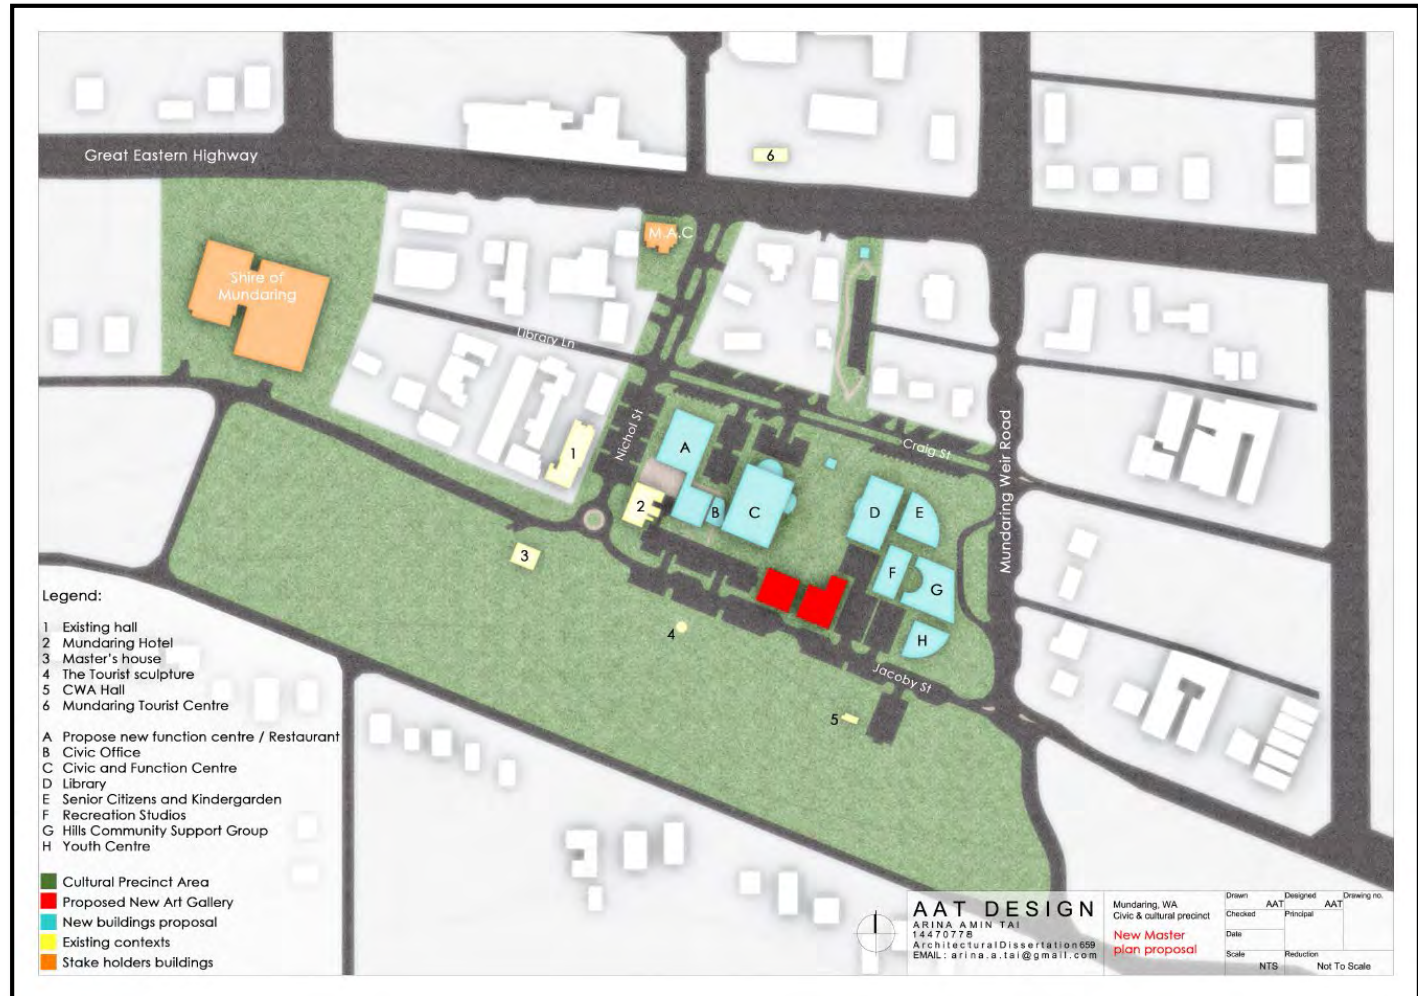 Great Eastern Highway
6
M.A.C
Shire of
Mundaring
Library Ln
Nichol St
Craig St
Mundaring Weir Road
1
A
2
B
C
D
E
3
F
G
H
4
Jacoby St
5
Legend:
1 Existing hall
2 Mundaring Hotel
3 Master's house
4 The Tourist sculpture
5 CWA Hall
6 Mundaring Tourist Centre
A Propose new function centre / Restaurant
B Civic Office
C Civic and Function Centre
D Library
E Senior Citizens and Kindergarden
F Recreation Studios
G Hills Community Support Group
H Youth Centre
Cultural Precinct Area
Proposed New Art Gallery
New buildings proposal
Existing contexts
Stake holders buildings
AAT DESIGN
ARINA AMIN TAI
14470778
Architectural Dissertation 659
EMAIL: arina.a.tai@gmail.com
Mundaring, WA
Civic & cultural precinct
New Master
plan proposal
Drawn AAT
Designed AAT
Drawing no.
Checked
Principal
Date
Scale NTS
Reduction Not To Scale